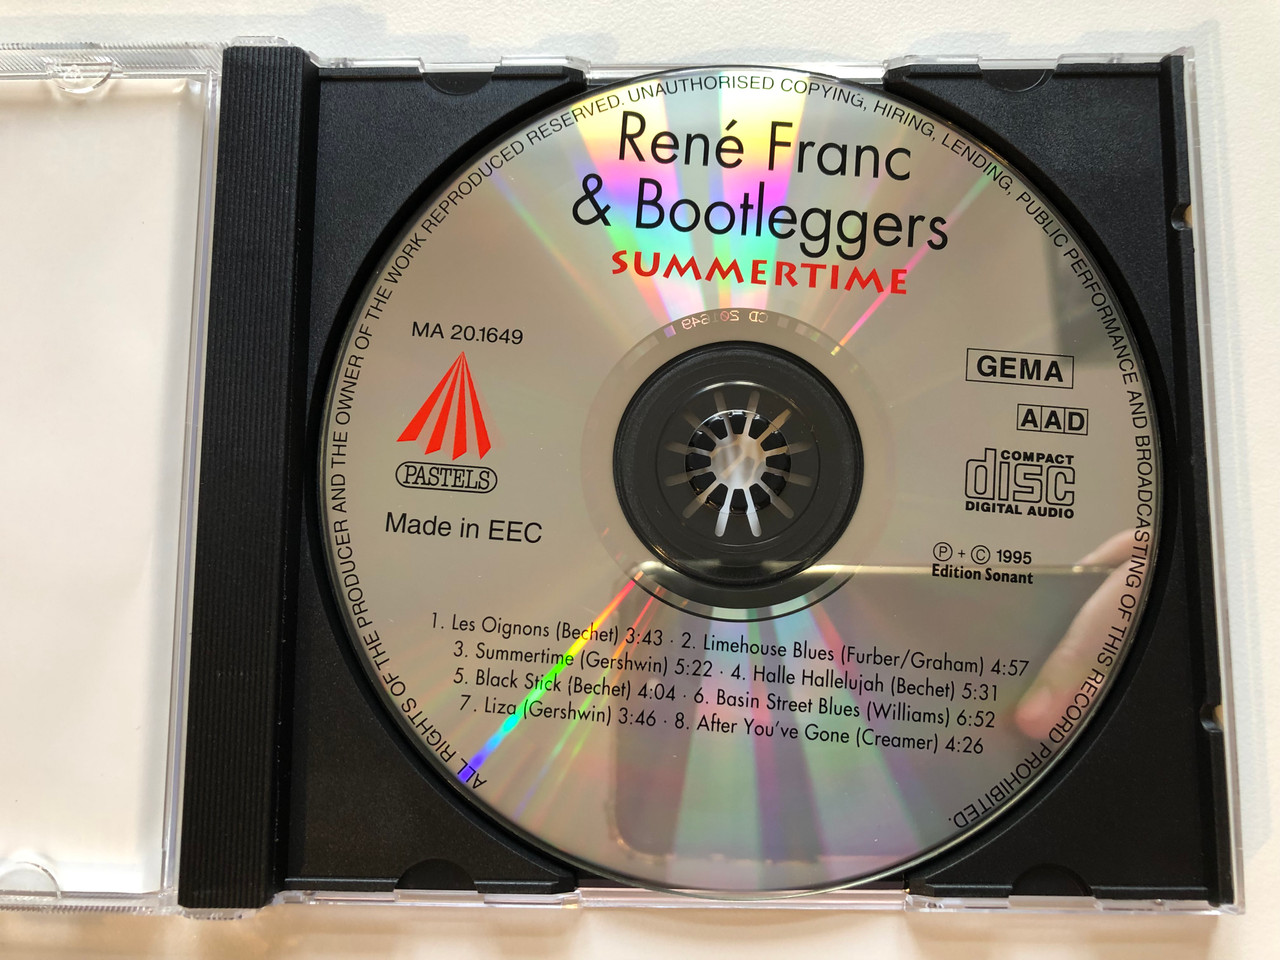 ALL RIGHTS OF THE PRODUCER AND THE OWNER OF THE WORK REPRODUCED RESERVED. UNAUTHORISED COPYING, HIRING, LENDING, PUBLIC PERFORMANCE AND BROADCASTING OF THIS RECORD PROHIBITED.
René Franc
& Bootleggers
SUMMERTIME
CD 201649
MA 20.1649
PASTELS
Made in EEC
GEMA
AAD
COMPACT
disc
DIGITAL AUDIO
Ⓟ + © 1995
Edition Sonant
1. Les Oignons (Bechet) 3:43 · 2. Limehouse Blues (Furber/Graham) 4:57
3. Summertime (Gershwin) 5:22 · 4. Halle Hallelujah (Bechet) 5:31
5. Black Stick (Bechet) 4:04 · 6. Basin Street Blues (Williams) 6:52
7. Liza (Gershwin) 3:46 · 8. After You've Gone (Creamer) 4:26